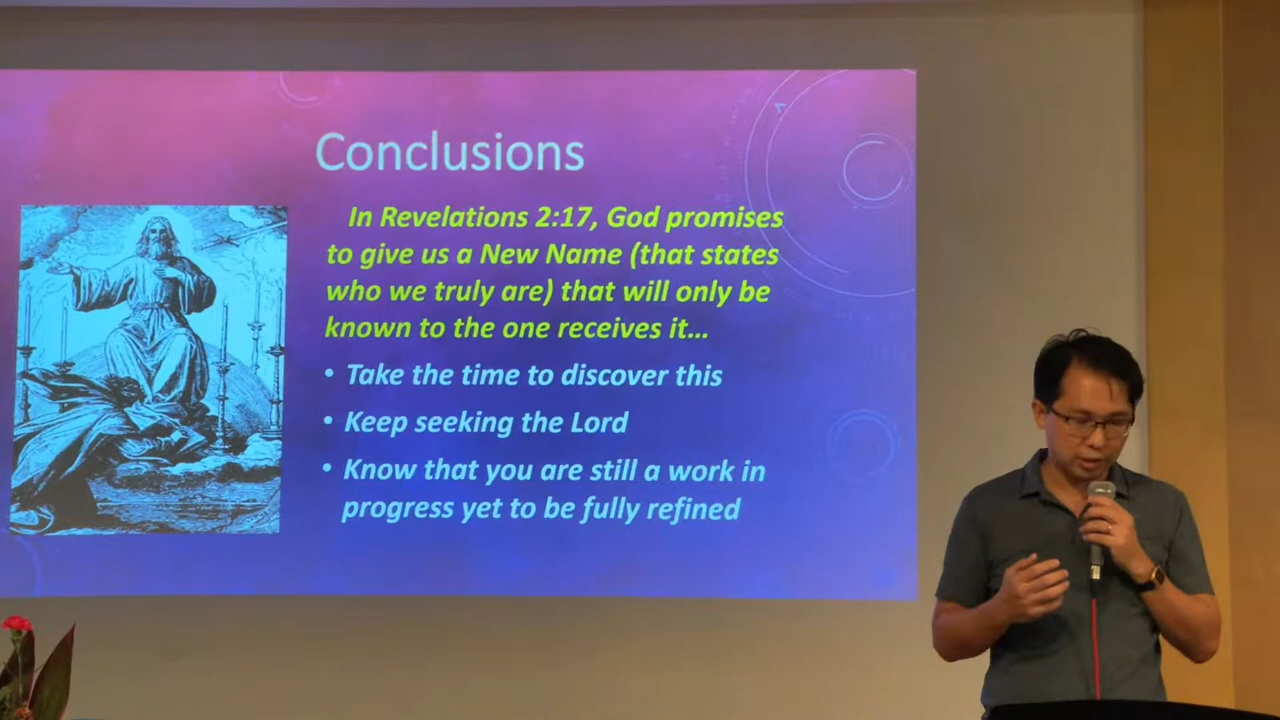 Conclusions
In Revelations 2:17, God promises
to give us a New Name (that states
who we truly are) that will only be
known to the one receives it...
• Take the time to discover this
• Keep seeking the Lord
• Know that you are still a work in
progress yet to be fully refined